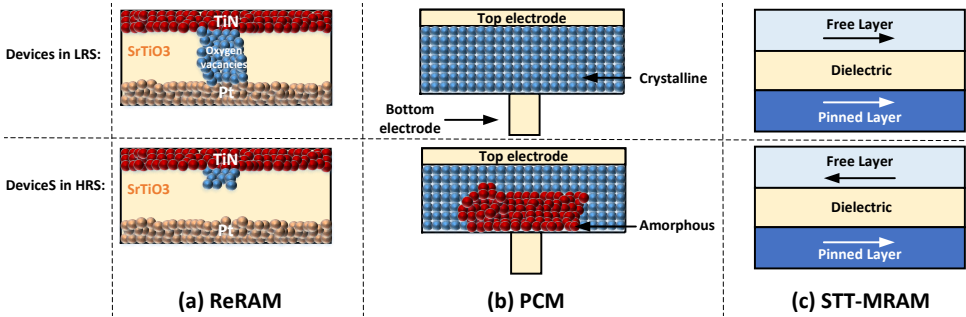 Devices in LRS:
TiN
SrTiO3
Oxygen
vacancies
Pt
Top electrode
Crystalline
Bottom
electrode
Free Layer
Dielectric
Pinned Layer
DeviceS in HRS:
TiN
SrTiO3
Pt
Top electrode
Amorphous
Free Layer
Dielectric
Pinned Layer
(a) ReRAM
(b) PCM
(c) STT-MRAM